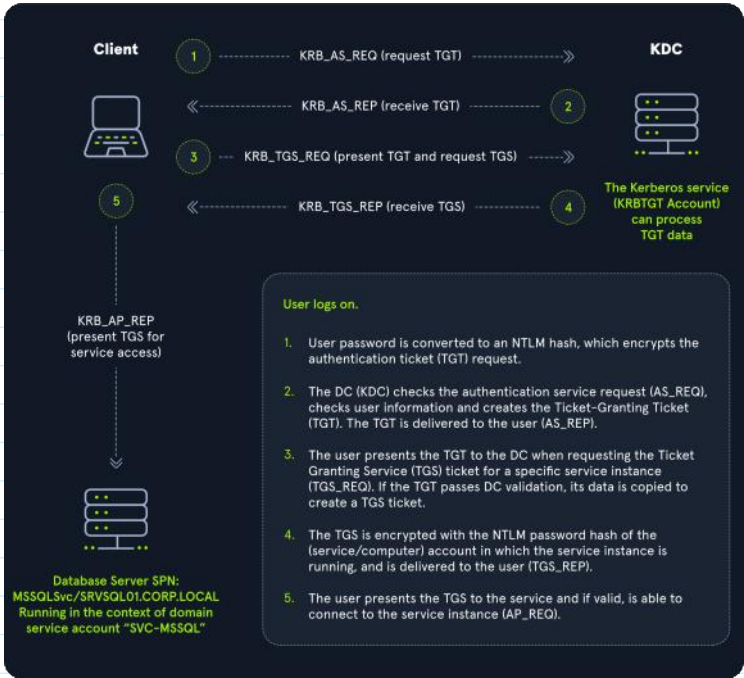 Client
KDC
1
KRB_AS_REQ (request TGT)
KRB_AS_REP (receive TGT)
2
3
KRB_TGS_REQ (present TGT and request TGS)
5
KRB_TGS_REP (receive TGS)
4
The Kerberos service
(KRBTGT Account)
can process
TGT data
KRB_AP_REP
(present TGS for
service access)
Database Server SPN:
MSSQLSvc/SRVSQL01.CORP.LOCAL
Running in the context of domain
service account "SVC-MSSQL"
User logs on.
1. User password is converted to an NTLM hash, which encrypts the
authentication ticket (TGT) request.
2. The DC (KDC) checks the authentication service request (AS_REQ),
checks user information and creates the Ticket-Granting Ticket
(TGT). The TGT is delivered to the user (AS_REP).
3. The user presents the TGT to the DC when requesting the Ticket
Granting Service (TGS) ticket for a specific service instance
(TGS_REQ). If the TGT passes DC validation, its data is copied to
create a TGS ticket.
4. The TGS is encrypted with the NTLM password hash of the
(service/computer) account in which the service instance is
running, and is delivered to the user (TGS_REP).
5. The user presents the TGS to the service and if valid, is able to
connect to the service instance (AP_REQ).